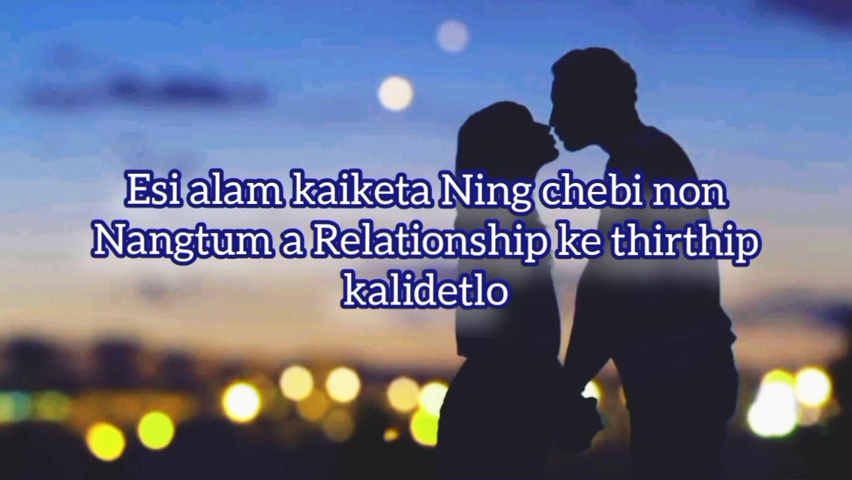 Esi alam kaiketa Ning chebi non
Nangtum a Relationship ke thirthip
kalidetlo